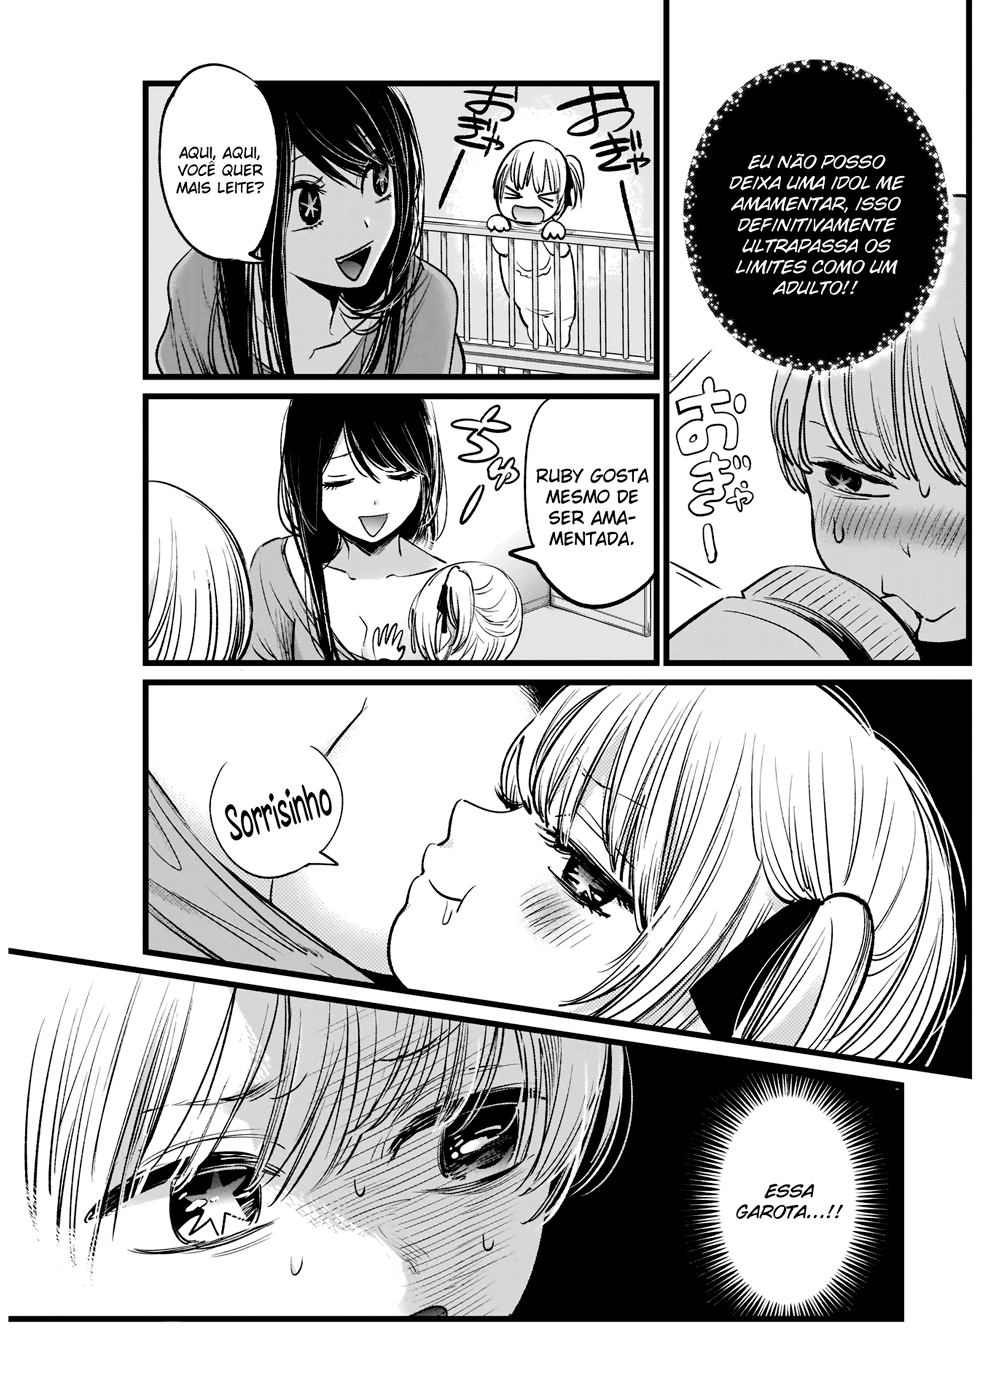 EU NÃO POSSO
DEIXA UMA IDOL ME
AMAMENTAR, ISSO
DEFINITIVAMENTE
ULTRAPASSA OS
LIMITES COMO UM
ADULTO!!
おぎゃー
おぎゃー
おぎゃー
AQUI, AQUI,
VOCÊ QUER
MAIS LEITE?
RUBY GOSTA
MESMO DE
SER AMA-
MENTADA.
ちゅー
Sorrisinho
ESSA
GAROTA...!!